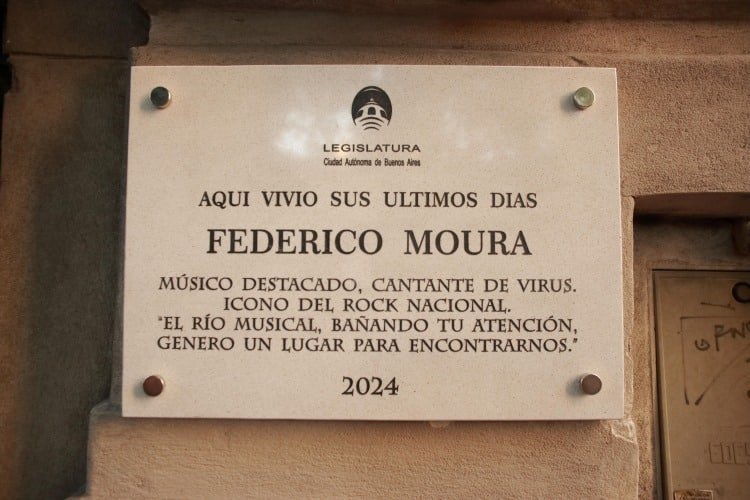 LEGISLATURA
Ciudad Autónoma de Buenos Aires
AQUI VIVIO SUS ULTIMOS DIAS
FEDERICO MOURA
MÚSICO DESTACADO, CANTANTE DE VIRUS.
ICONO DEL ROCK NACIONAL.
"EL RÍO MUSICAL, BAÑANDO TU ATENCIÓN,
GENERO UN LUGAR PARA ENCONTRARNOS."
2024